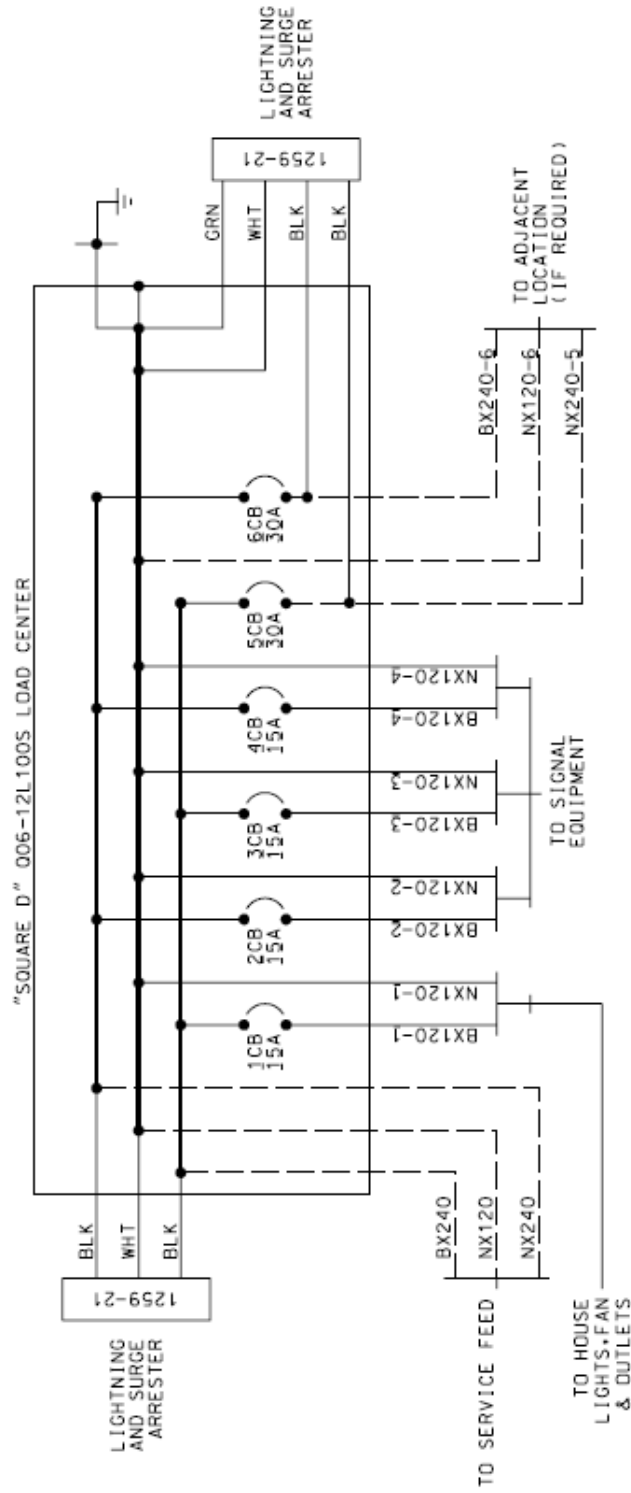 "SQUARE D" QO6-12L100S LOAD CENTER
LIGHTNING
AND SURGE
ARRESTER
1259-21
BLK
WHT
BLK
1CB
15A
2CB
15A
3CB
15A
4CB
15A
5CB
30A
6CB
30A
GRN
WHT
BLK
BLK
1259-21
LIGHTNING
AND SURGE
ARRESTER
BX240
NX120
NX240
TO SERVICE FEED
BX120-1
NX120-1
BX120-2
NX120-2
BX120-3
NX120-3
BX120-4
NX120-4
BX240-6
NX120-6
NX240-5
TO ADJACENT
LOCATION
(IF REQUIRED)
TO SIGNAL
EQUIPMENT
TO HOUSE
LIGHTS,FAN
& OUTLETS